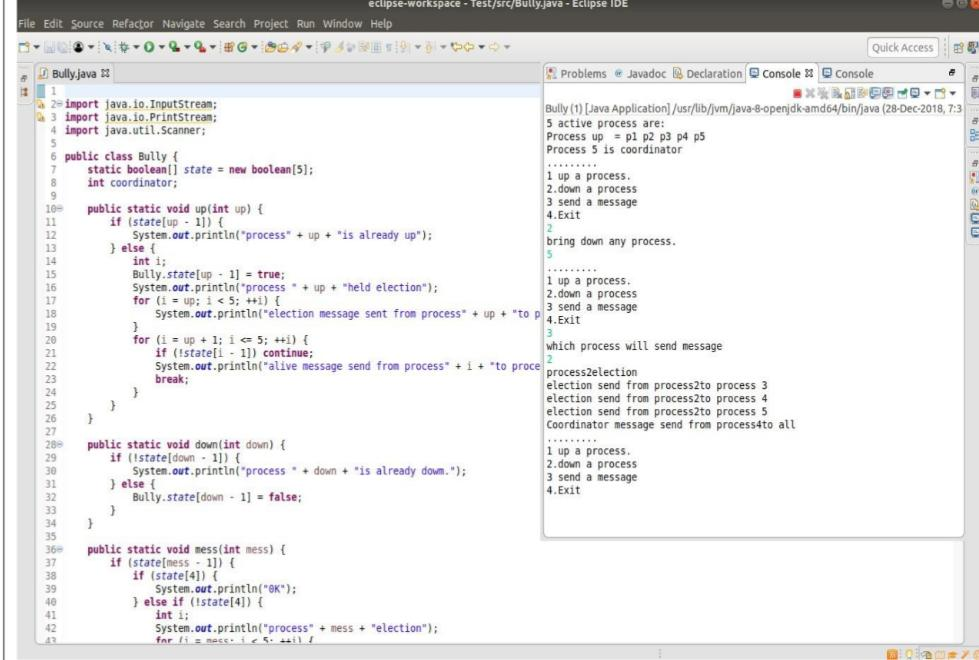 eclipse-workspace - Test/src/Bully.java - Eclipse IDE
File Edit Source Refactor Navigate Search Project Run Window Help
Quick Access
Bully.java
1
2 import java.io.InputStream;
3 import java.io.PrintStream;
4 import java.util.Scanner;
5
6 public class Bully {
7 static boolean[] state = new boolean[5];
8 int coordinator;
9
10 public static void up(int up) {
11 if (state[up - 1]) {
12 System.out.println("process" + up + "is already up");
13 } else {
14 int i;
15 Bully.state[up - 1] = true;
16 System.out.println("process " + up + "held election");
17 for (i = up; i < 5; ++i) {
18 System.out.println("election message sent from process" + up + "to p
19 }
20 for (i = up + 1; i <= 5; ++i) {
21 if (!state[i - 1]) continue;
22 System.out.println("alive message send from process" + i + "to proce
23 break;
24 }
25 }
26 }
27
28 public static void down(int down) {
29 if (!state[down - 1]) {
30 System.out.println("process " + down + "is already dowm.");
31 } else {
32 Bully.state[down - 1] = false;
33 }
34 }
35
36 public static void mess(int mess) {
37 if (state[mess - 1]) {
38 if (state[4]) {
39 System.out.println("0K");
40 } else if (!state[4]) {
41 int i;
42 System.out.println("process" + mess + "election");
43 for (i = mess; i < 5; ++i) {
Problems Javadoc Declaration Console Console
Bully (1) [Java Application] /usr/lib/jvm/java-8-openjdk-amd64/bin/java (28-Dec-2018, 7:3
5 active process are:
Process up = p1 p2 p3 p4 p5
Process 5 is coordinator
.........
1 up a process.
2.down a process
3 send a message
4.Exit
2
bring down any process.
5
.........
1 up a process.
2.down a process
3 send a message
4.Exit
3
which process will send message
2
process2election
election send from process2to process 3
election send from process2to process 4
election send from process2to process 5
Coordinator message send from process4to all
.........
1 up a process.
2.down a process
3 send a message
4.Exit